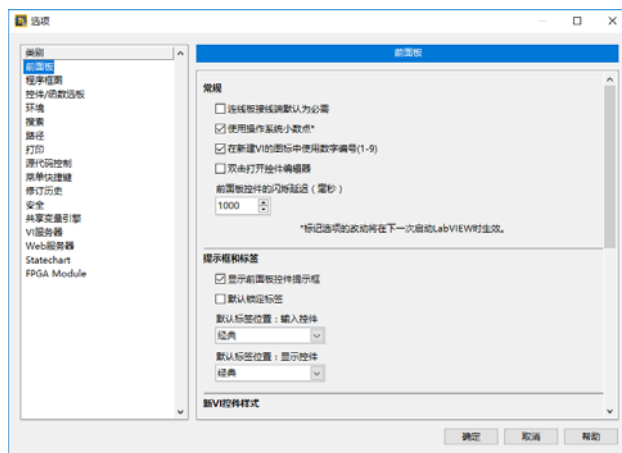 选项
类别
前面板
程序框图
控件/函数选板
环境
搜索
路径
打印
源代码控制
菜单快捷键
修订历史
安全
共享变量引擎
VI服务器
Web服务器
Statechart
FPGA Module
前面板
常规
连线板接线端默认为必需
使用操作系统小数点*
在新建VI的图标中使用数字编号(1-9)
双击打开控件编辑器
前面板控件的闪烁延迟（毫秒）
1000
*标记选项的改动将在下一次启动LabVIEW时生效。
提示框和标签
显示前面板控件提示框
默认锁定标签
默认标签位置：输入控件
经典
默认标签位置：显示控件
经典
新VI控件样式
确定
取消
帮助